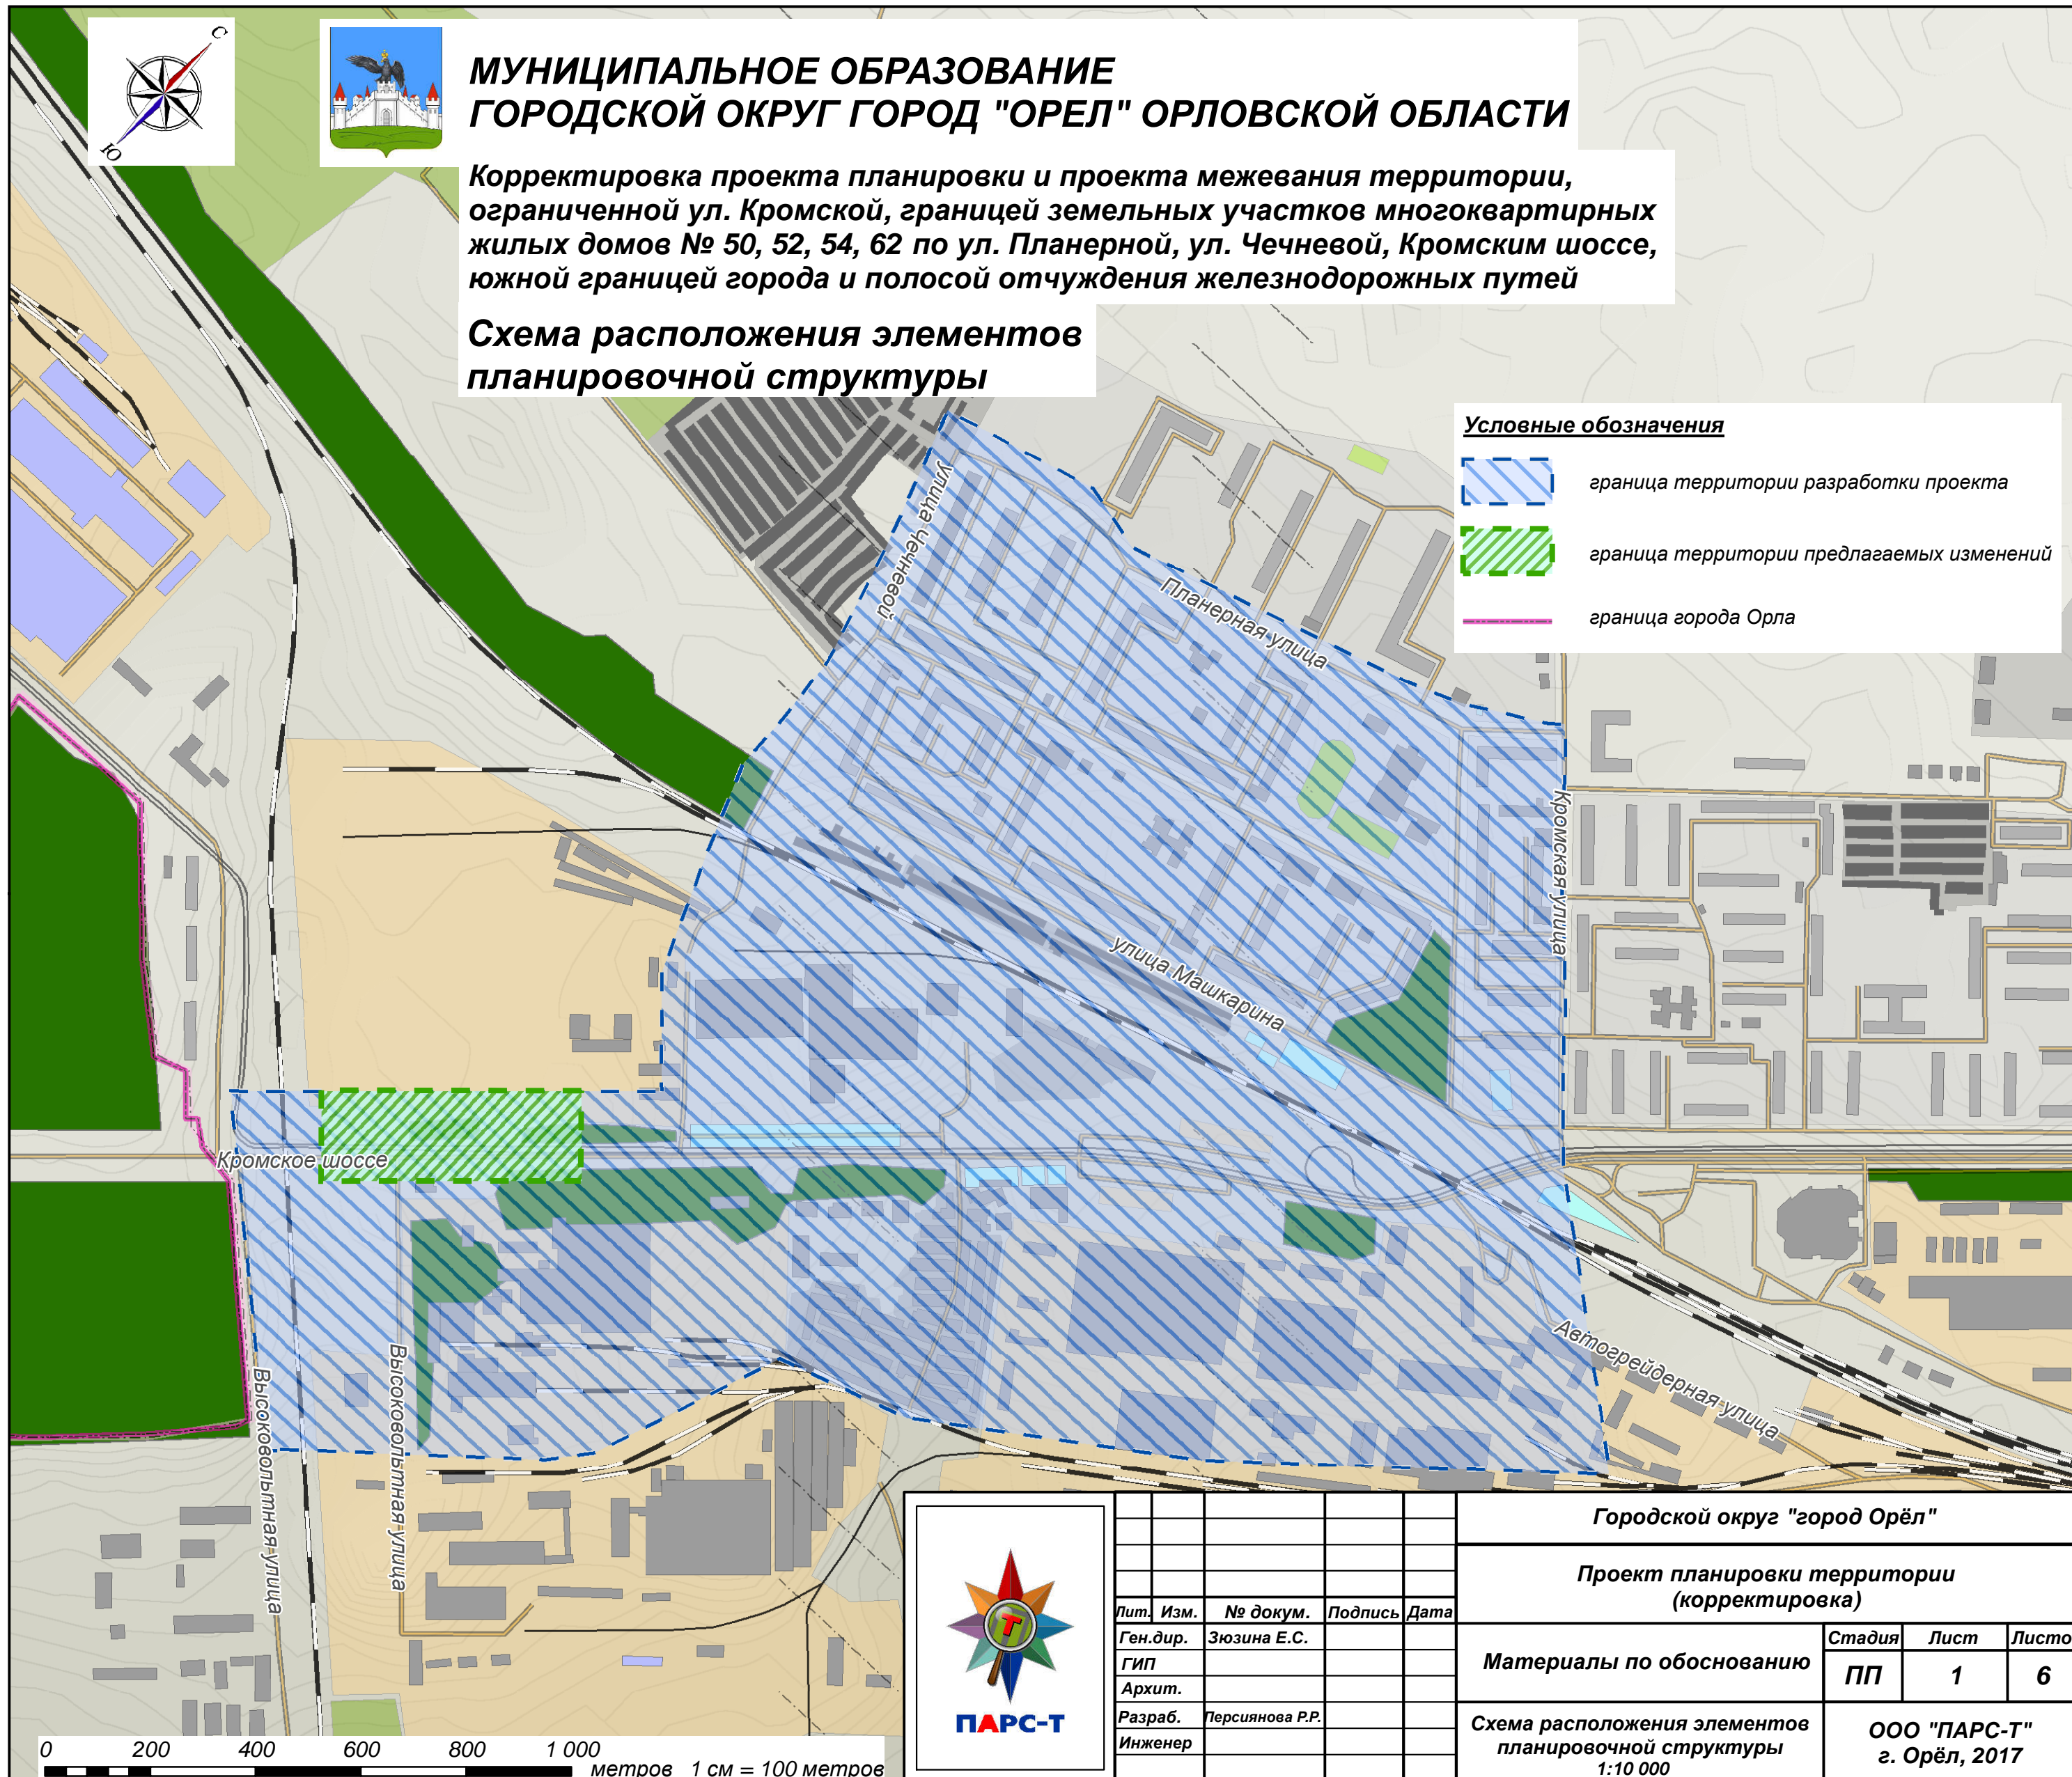 С
Ю
МУНИЦИПАЛЬНОЕ ОБРАЗОВАНИЕ
ГОРОДСКОЙ ОКРУГ ГОРОД "ОРЕЛ" ОРЛОВСКОЙ ОБЛАСТИ
Корректировка проекта планировки и проекта межевания территории,
ограниченной ул. Кромской, границей земельных участков многоквартирных
жилых домов № 50, 52, 54, 62 по ул. Планерной, ул. Чечневой, Кромским шоссе,
южной границей города и полосой отчуждения железнодорожных путей
Схема расположения элементов
планировочной структуры
Условные обозначения
граница территории разработки проекта
граница территории предлагаемых изменений
граница города Орла
улица Чечневой
Планерная улица
Кромская улица
улица Машкарина
Кромское шоссе
Высоковольтная улица
Высоковольтная улица
Автогрейдерная улица
0 200 400 600 800 1 000
метров 1 см = 100 метров
Т
ПАРС-Т
Лит. Изм. № докум. Подпись Дата
Ген.дир. Зюзина Е.С.
ГИП
Архит.
Разраб. Персиянова Р.Р.
Инженер
Городской округ "город Орёл"
Проект планировки территории
(корректировка)
Материалы по обоснованию
Стадия Лист Листо
ПП 1 6
Схема расположения элементов
планировочной структуры
1:10 000
ООО "ПАРС-Т"
г. Орёл, 2017